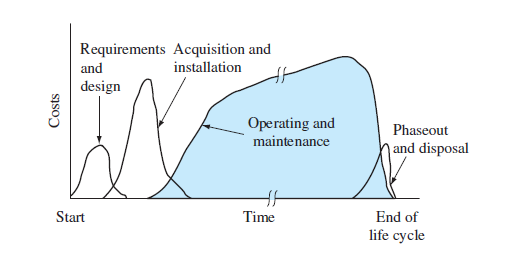 Requirements
and
design
Acquisition and
installation
Costs
Operating and
maintenance
Phaseout
and disposal
Start
Time
End of
life cycle